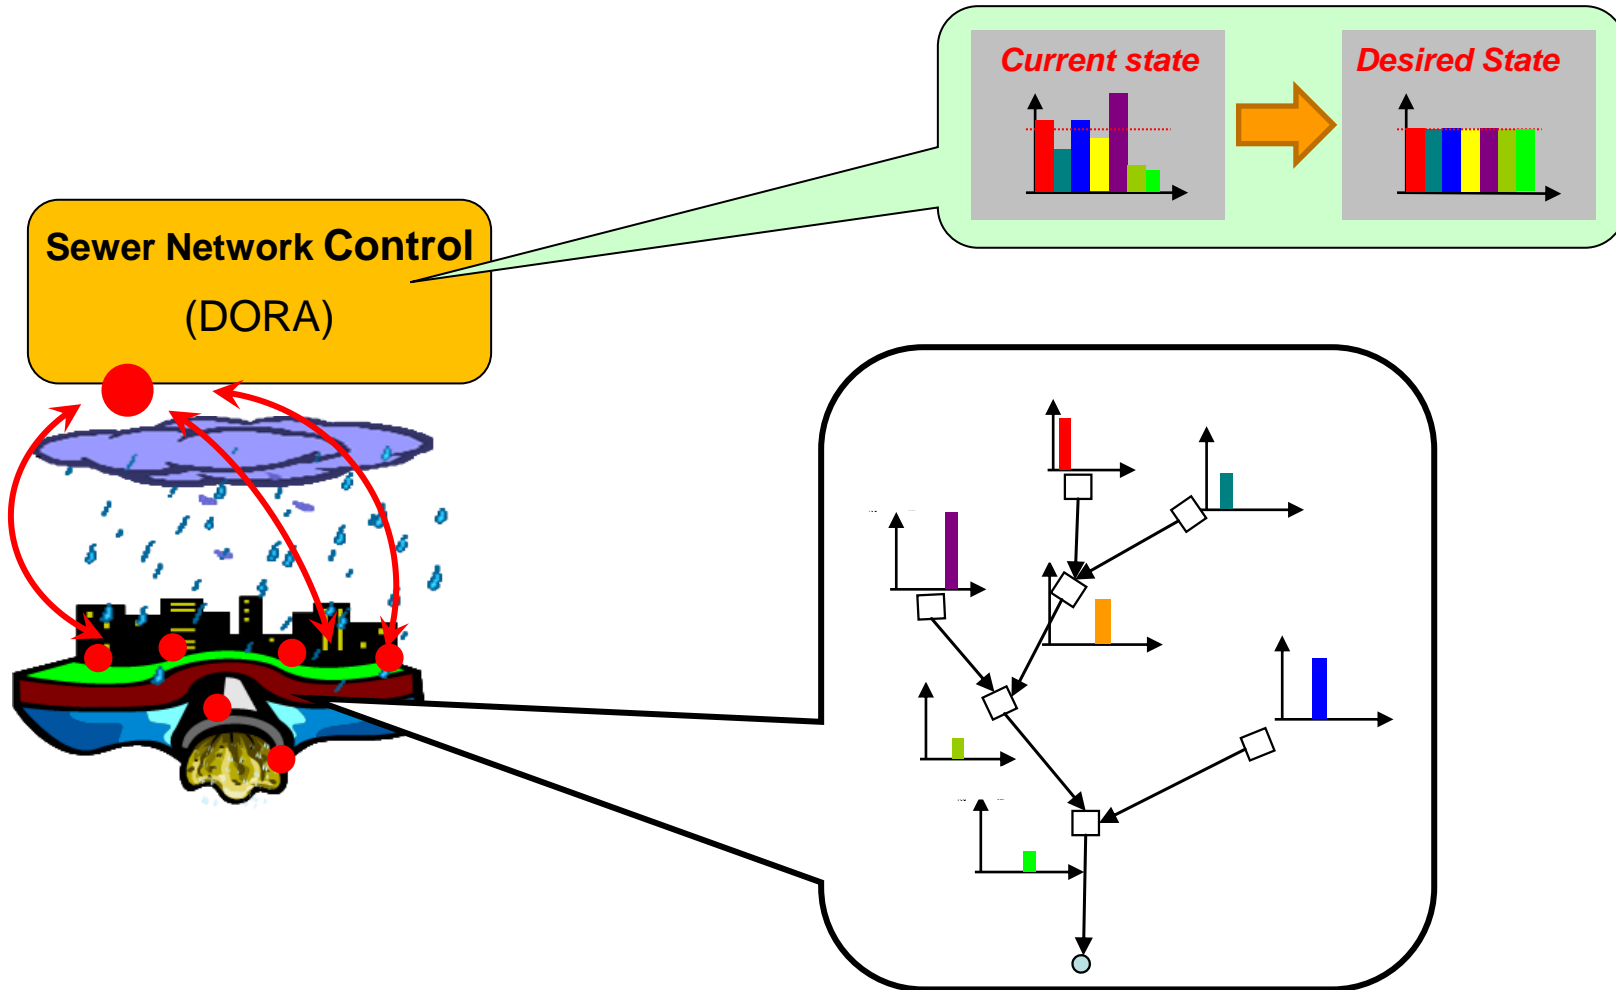 Current state
Desired State
Sewer Network Control
(DORA)